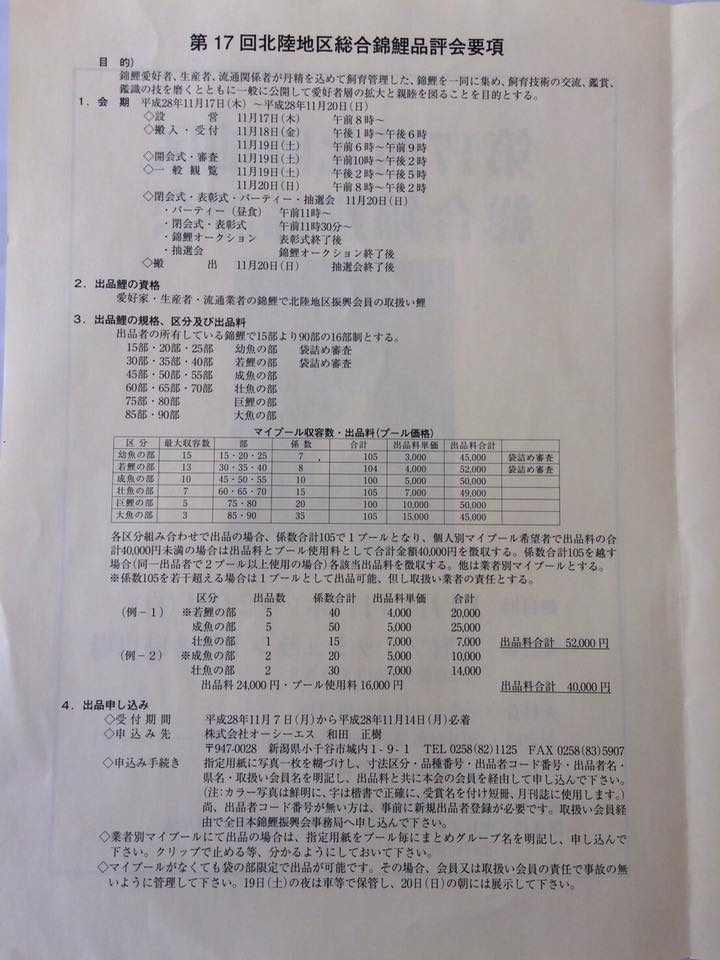 第17回北陸地区総合錦鯉品評会要項
目 的）
錦鯉愛好者、生産者、流通関係者が丹精を込めて飼育管理した、錦鯉を一同に集め、飼育技術の交流、鑑賞、
鑑識の技を磨くとともに一般に公開して愛好者層の拡大と親睦を図ることを目的とする。
1．会 期 平成28年11月17日（木）～平成28年11月20日（日）
◇設 営 11月17日（木） 午前８時～
◇搬入・受付 11月18日（金） 午後１時～午後６時
11月19日（土） 午前６時～午前９時
◇開会式・審査 11月19日（土） 午前10時～午後２時
◇一般観覧 11月19日（土） 午後２時～午後５時
11月20日（日） 午前８時～午後２時
◇閉会式・表彰式・パーティー・抽選会 11月20日（日）
・パーティー（昼食） 午前11時～
・閉会式・表彰式 午前11時30分～
・錦鯉オークション 表彰式終了後
・抽選会 錦鯉オークション終了後
◇搬 出 11月20日（日） 抽選会終了後
2．出品鯉の資格
愛好家・生産者・流通業者の錦鯉で北陸地区振興会員の取扱い鯉
3．出品鯉の規格、区分及び出品料
出品者の所有している錦鯉で15部より90部の16部制とする。
15部・20部・25部 幼魚の部 袋詰め審査
30部・35部・40部 若鯉の部 袋詰め審査
45部・50部・55部 成魚の部
60部・65部・70部 壮魚の部
75部・80部 巨鯉の部
85部・90部 大魚の部
マイプール収容数・出品料（プール価格）
区 分 最大収容数 部 係 数 合計 出品料単価 出品料合計
幼魚の部 15 15・20・25 7 105 3,000 45,000 袋詰め審査
若鯉の部 13 30・35・40 8 104 4,000 52,000 袋詰め審査
成魚の部 10 45・50・55 10 100 5,000 50,000
壮魚の部 7 60・65・70 15 105 7,000 49,000
巨鯉の部 5 75・80 20 100 10,000 50,000
大魚の部 3 85・90 35 105 15,000 45,000
各区分組み合わせで出品の場合、係数合計105で１プールとなり、個人別マイプール希望者で出品料の合
計40,000円未満の場合は出品料とプール使用料として合計金額40,000円を徴収する。係数合計105を越す
場合（同一出品者で２プール以上使用の場合）各該当出品料を徴収する。他は業者別マイプールとする。
※係数105を若干超える場合は１プールとして出品可能、但し取扱い業者の責任とする。
区分 出品数 係数合計 出品料単価 合計
（例－１） ※若鯉の部 5 40 4,000 20,000
成魚の部 5 50 5,000 25,000
壮魚の部 1 15 7,000 7,000 出品料合計 52,000 円
（例－２） ※成魚の部 2 20 5,000 10,000
壮魚の部 2 30 7,000 14,000
出品料 24,000円・プール使用料 16,000円 出品料合計 40,000 円
4．出品申し込み
◇受付期間 平成28年11月７日（月）から平成28年11月14日（月）必着
◇申込み先 株式会社オーシーエス 和田 正樹
〒947-0028 新潟県小千谷市城内１-９-１ TEL 0258(82)1125 FAX 0258(83)5907
◇申込み手続き 指定用紙に写真一枚を糊づけし、寸法区分・品種番号・出品者コード番号・出品者名・
県名・取扱い会員名を明記し、出品料と共に本会の会員を経由して申し込んで下さい。
（注：カラー写真は鮮明に、字は楷書で正確に、受賞名を付け短冊、月刊誌に使用します。）
尚、出品者コード番号が無い方は、事前に新規出品者登録が必要です。取扱い会員経
由で全日本錦鯉振興会事務局へ申し込んで下さい。
◇業者別マイプールにて出品の場合は、指定用紙をプール毎にまとめグループ名を明記し、申し込んで
下さい。クリップで止める等、分かるようにしておいて下さい。
◇マイプールがなくても袋の部限定で出品が可能です。その場合、会員又は取扱い会員の責任で事故の無
いように管理して下さい。19日（土）の夜は車等で保管し、20日（日）の朝には展示して下さい。